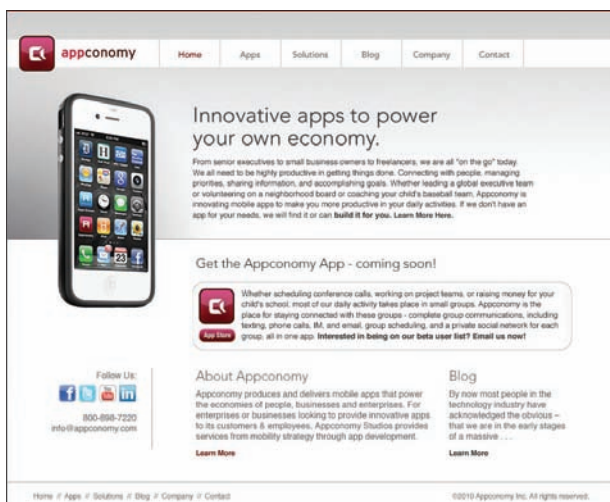 appconomy
Home
Apps
Solutions
Blog
Company
Contact
Innovative apps to power
your own economy.
From senior executives to small business owners to freelancers, we are all "on the go" today.
We all need to be highly productive in getting things done. Connecting with people, managing
priorities, sharing information, and accomplishing goals. Whether leading a global executive team
or volunteering on a neighborhood board or coaching your child's baseball team. Appconomy is
innovating mobile apps to make you more productive in your daily activities. If we don't have an
app for your needs, we will find it or can build it for you. Learn More Here.
Get the Appconomy App - coming soon!
Whether scheduling conference calls, working on project teams, or raising money for your
child's school, most of our daily activity takes place in small groups. Appconomy is the
place for staying connected with these groups - complete group communications, including
texting, phone calls, IM, and email, group scheduling, and a private social network for each
group, all in one app. Interested in being on our beta user list? Email us now!
App Store
Follow Us:
800-898-7220
info@appconomy.com
About Appconomy
Appconomy produces and delivers mobile apps that power
the economies of people, businesses and enterprises. For
enterprises or businesses looking to provide innovative apps
to its customers & employees, Appconomy Studios provides
services from mobility strategy through app development.
Learn More
Blog
By now most people in the
technology industry have
acknowledged the obvious –
that we are in the early stages
of a massive . . .
Learn More
Home // Apps // Solutions // Blog // Company // Contact
©2010 Appconomy Inc. All rights reserved.